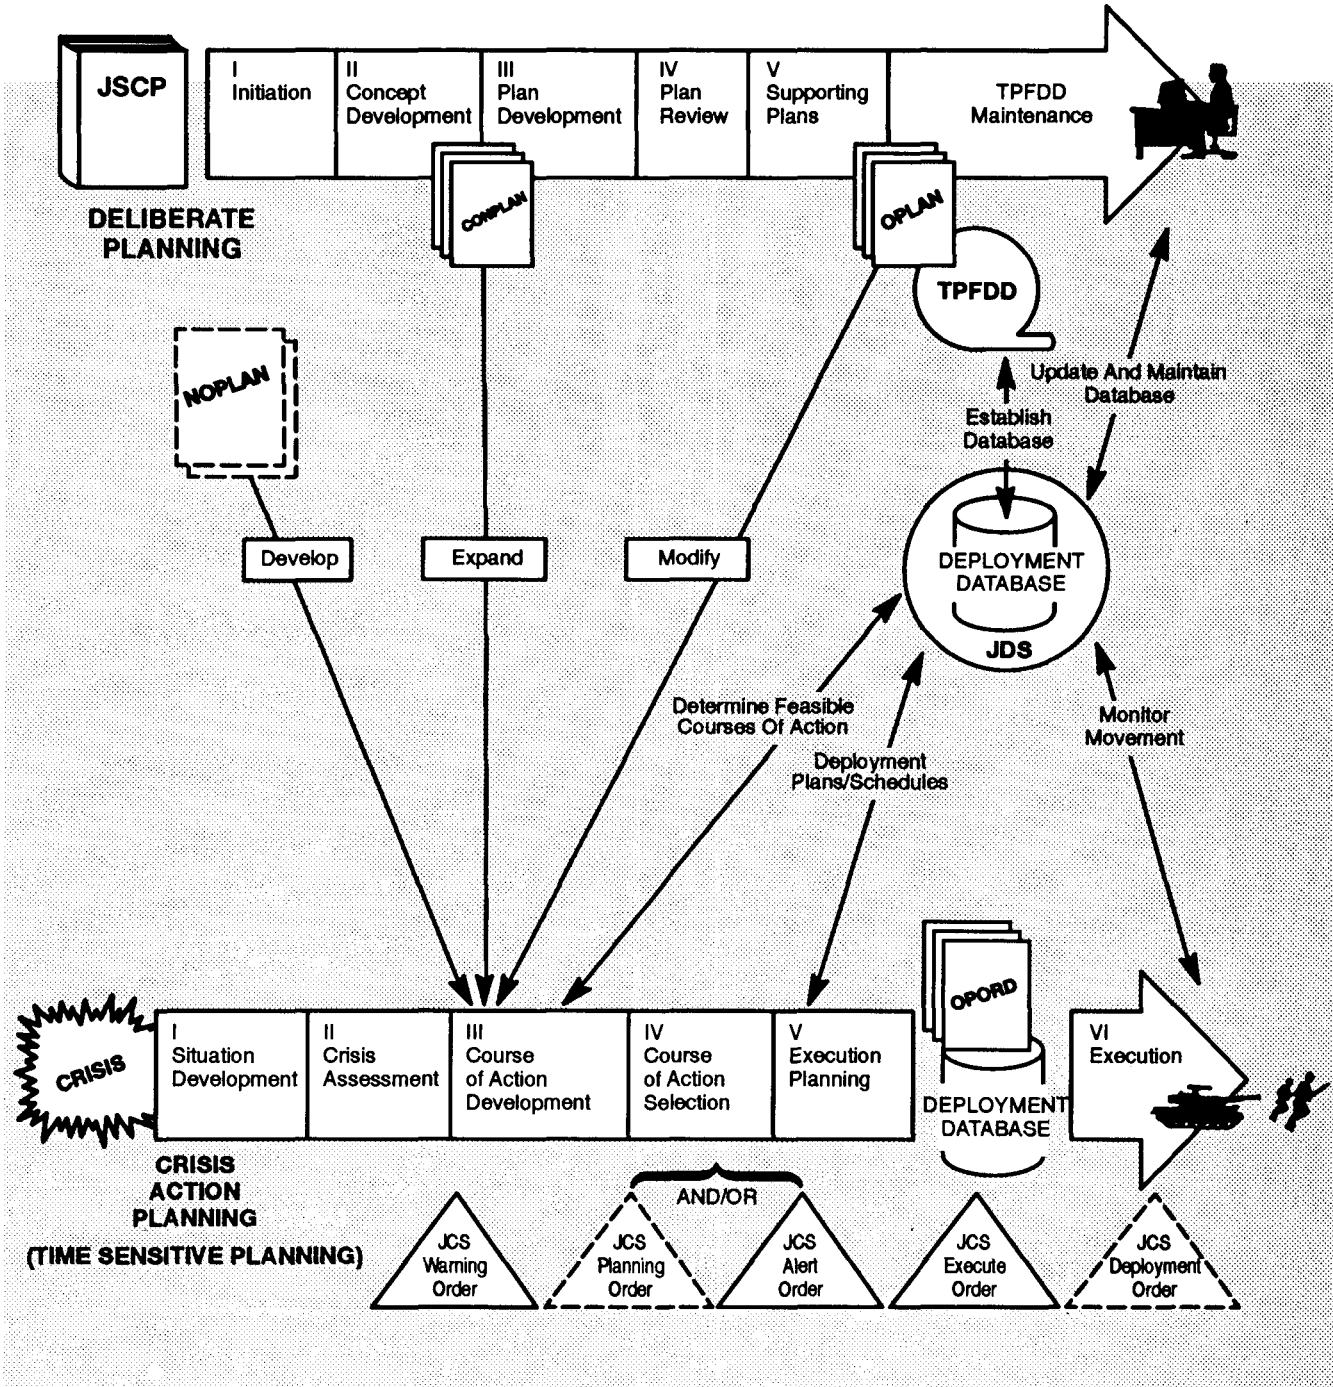 JSCP
I
Initiation
II
Concept
Development
III
Plan
Development
IV
Plan
Review
V
Supporting
Plans
TPFDD
Maintenance
DELIBERATE
PLANNING
CONPLAN
OPLAN
TPFDD
NOPLAN
Update And Maintain
Database
Establish
Database
Develop
Expand
Modify
DEPLOYMENT
DATABASE
JDS
Determine Feasible
Courses Of Action
Deployment
Plans/Schedules
Monitor
Movement
OPORD
CRISIS
I
Situation
Development
II
Crisis
Assessment
III
Course
of Action
Development
IV
Course
of Action
Selection
V
Execution
Planning
DEPLOYMENT
DATABASE
VI
Execution
CRISIS
ACTION
PLANNING
(TIME SENSITIVE PLANNING)
AND/OR
JCS
Warning
Order
JCS
Planning
Order
JCS
Alert
Order
JCS
Execute
Order
JCS
Deployment
Order